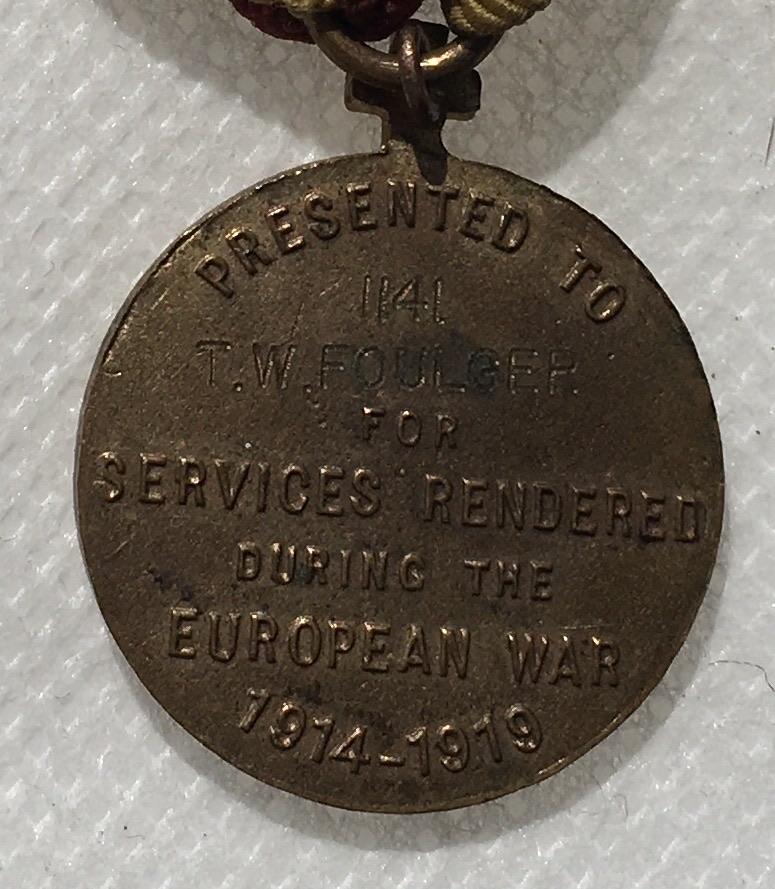 PRESENTED TO
1141
T.W.FOULGER
FOR
SERVICES RENDERED
DURING THE
EUROPEAN WAR
1914-1919